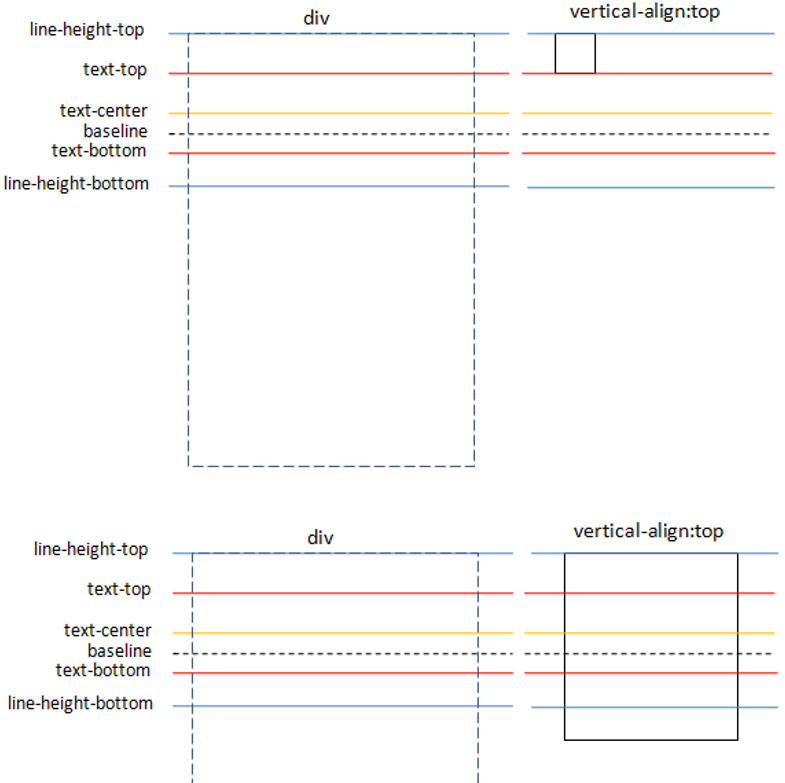 div
vertical-align:top
line-height-top
text-top
text-center
baseline
text-bottom
line-height-bottom
div
vertical-align:top
line-height-top
text-top
text-center
baseline
text-bottom
line-height-bottom